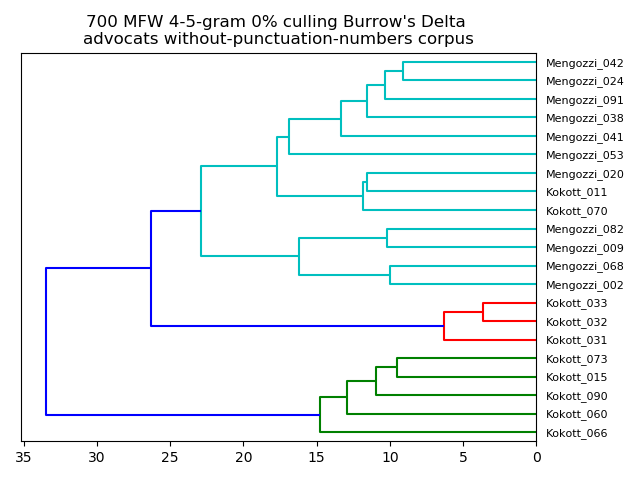 700 MFW 4-5-gram 0% culling Burrow's Delta
advocats without-punctuation-numbers corpus
Mengozzi_042
Mengozzi_024
Mengozzi_091
Mengozzi_038
Mengozzi_041
Mengozzi_053
Mengozzi_020
Kokott_011
Kokott_070
Mengozzi_082
Mengozzi_009
Mengozzi_068
Mengozzi_002
Kokott_033
Kokott_032
Kokott_031
Kokott_073
Kokott_015
Kokott_090
Kokott_060
Kokott_066
35 30 25 20 15 10 5 0